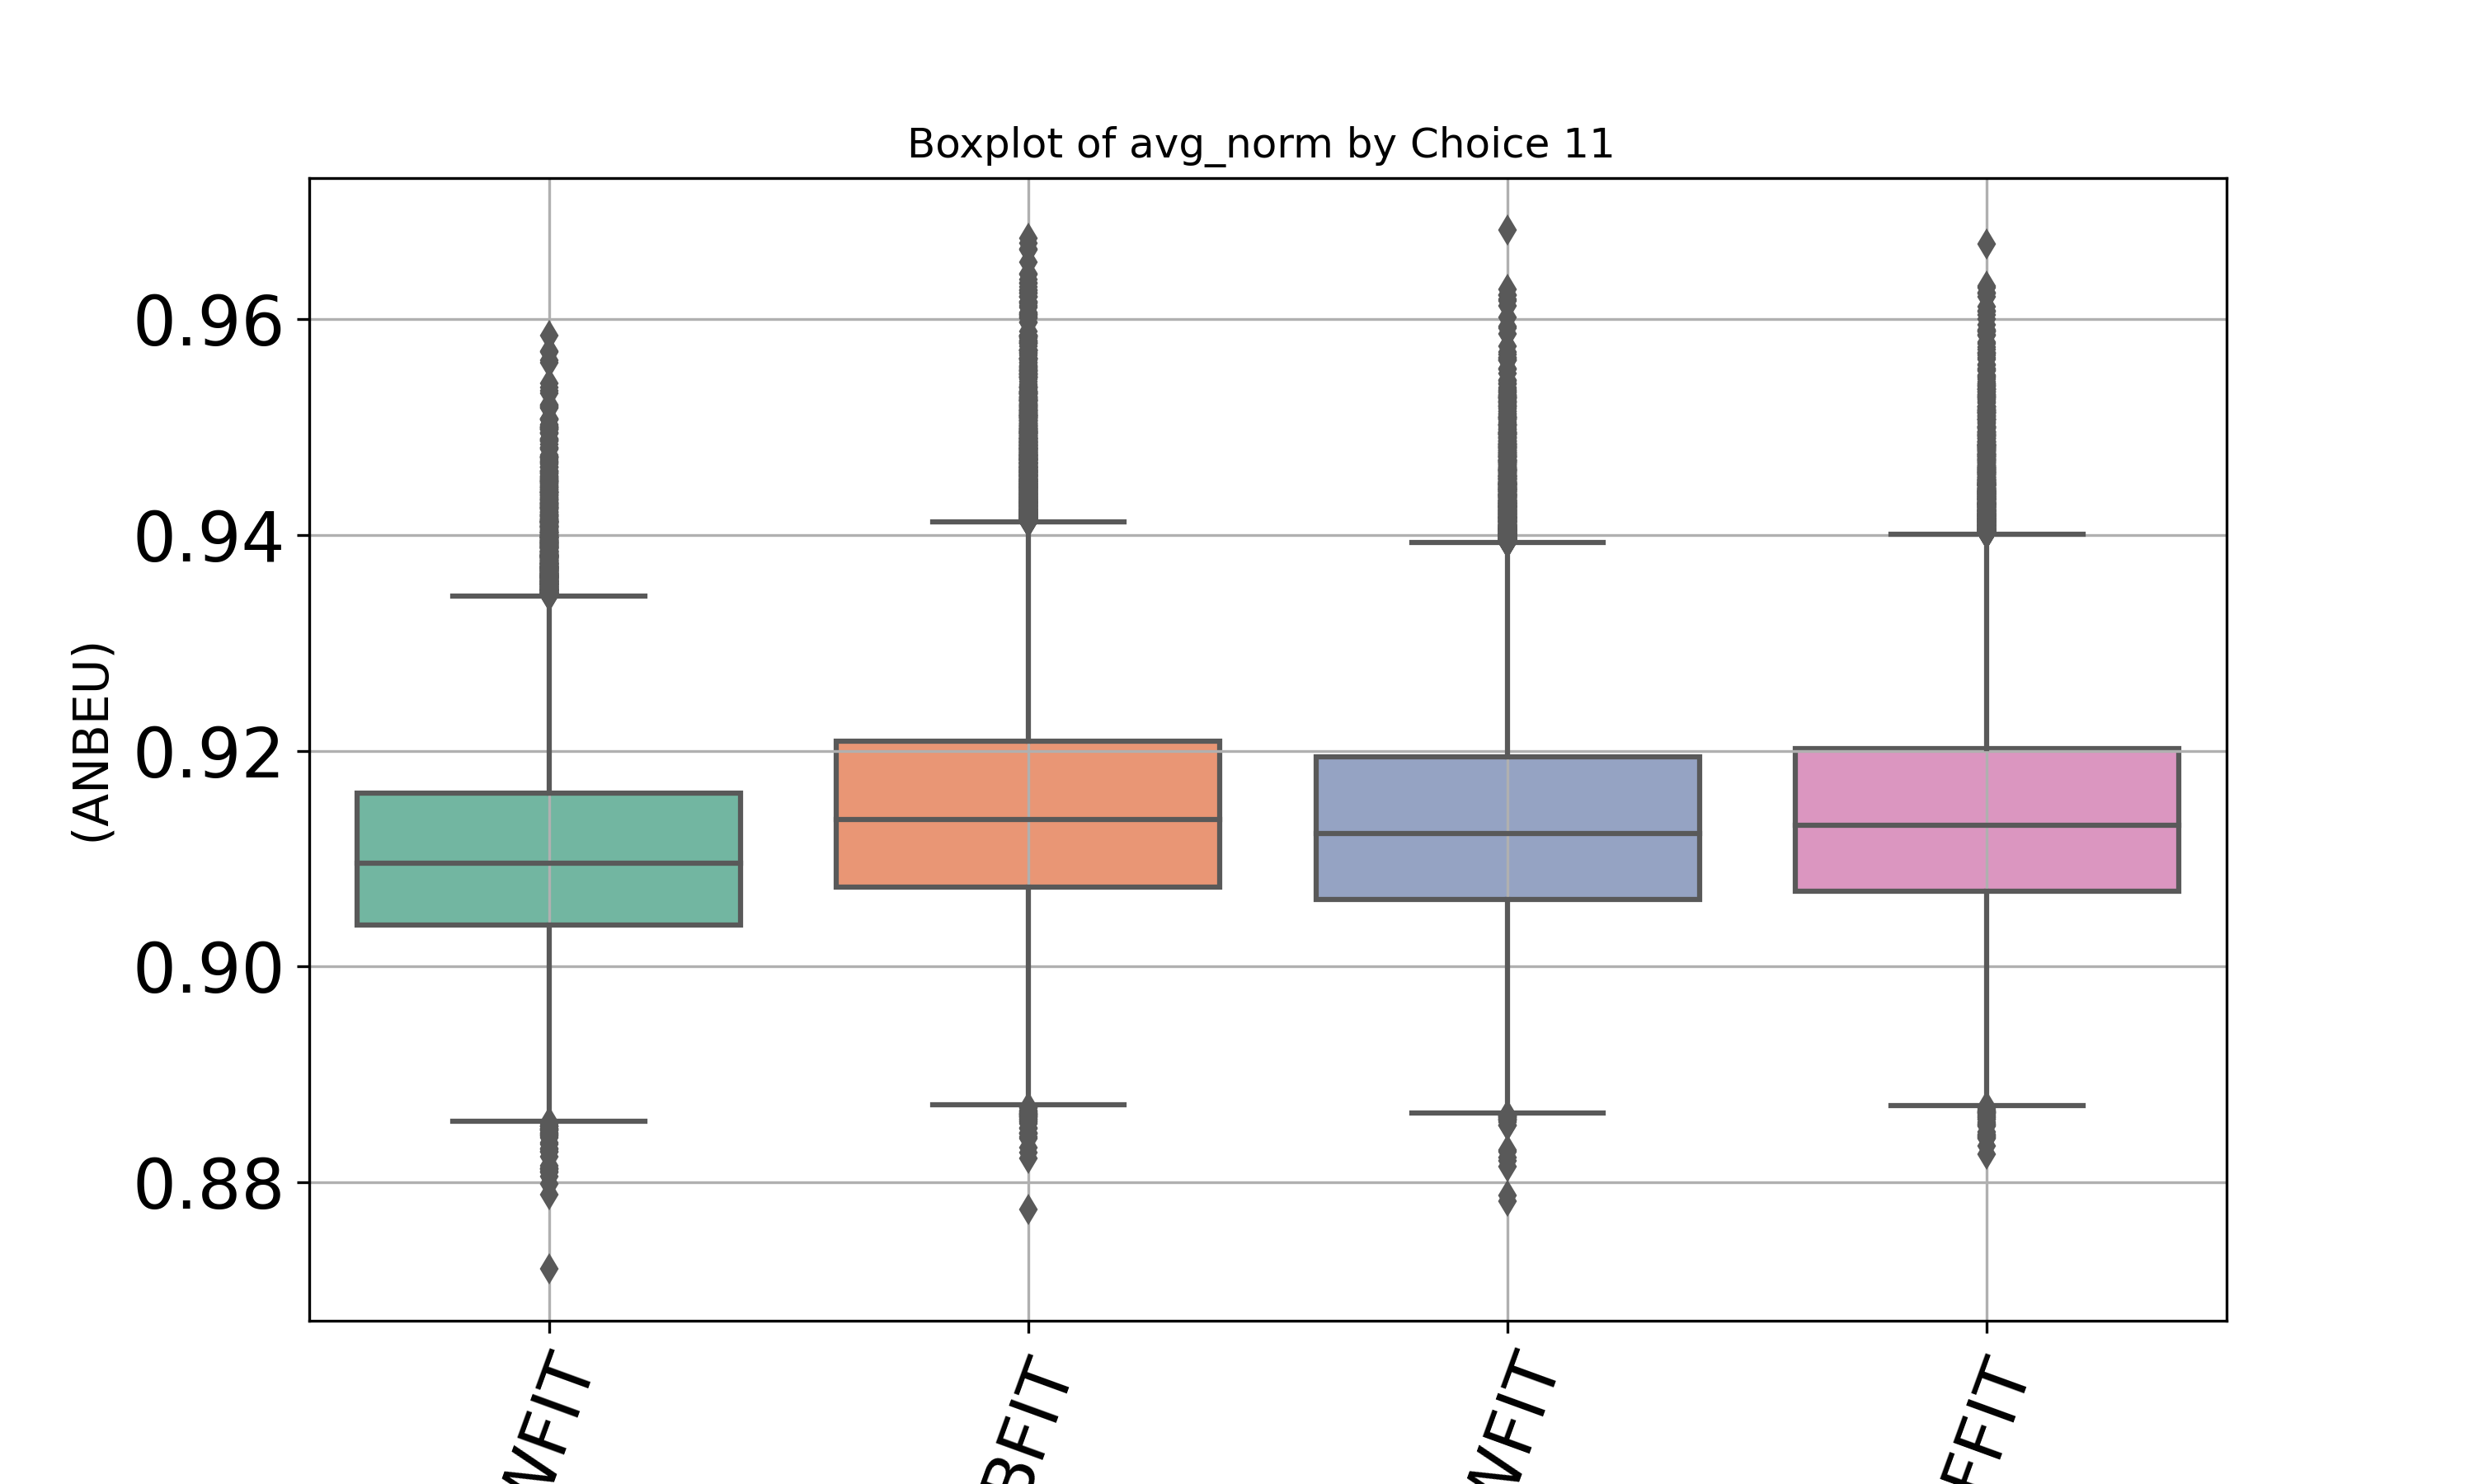 Boxplot of avg_norm by Choice 11
(ANBEU)
0.96
0.94
0.92
0.90
0.88
WFIT
BFIT
WFIT
FFIT